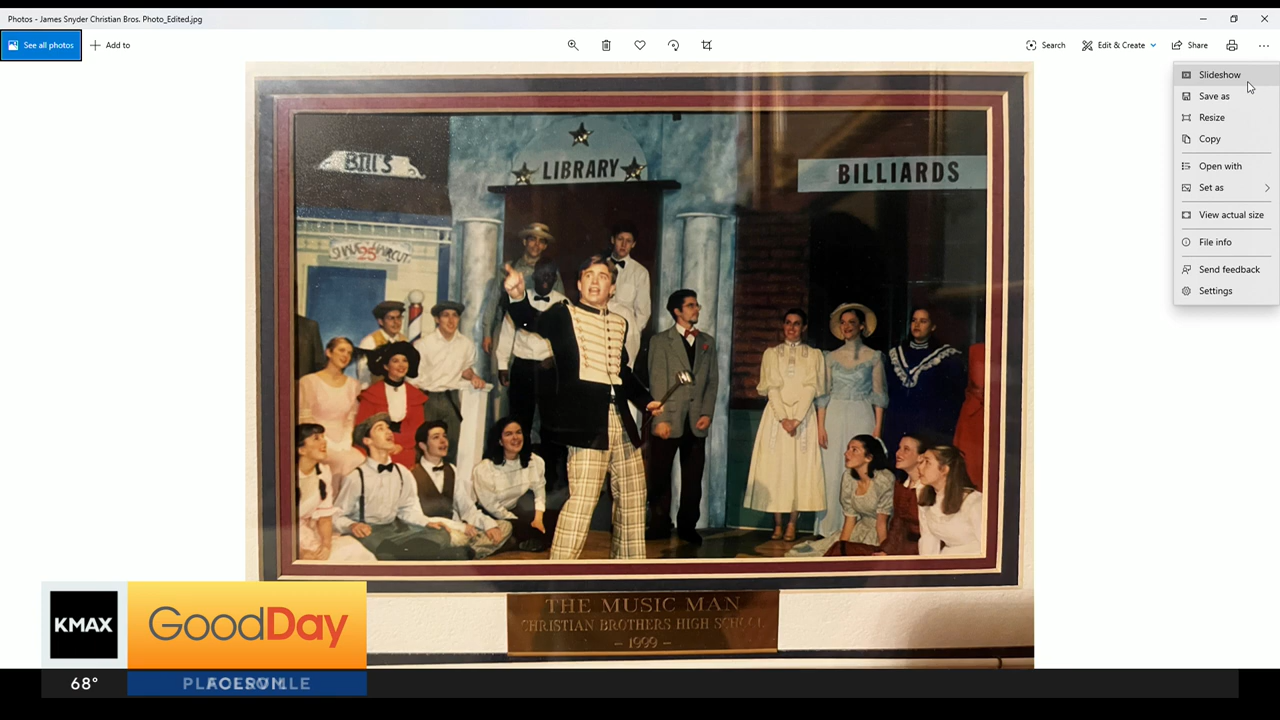 Photos - James Snyder Christian Bros. Photo_Edited.jpg
See all photos
Add to
Search
Edit & Create
Share
Slideshow
Save as
Resize
Copy
Open with
Set as
View actual size
File info
Send feedback
Settings
BILL'S
LIBRARY
BILLIARDS
25¢
THE MUSIC MAN
CHRISTIAN BROTHERS HIGH SCHOOL
- 1999 -
KMAX
GoodDay
68°